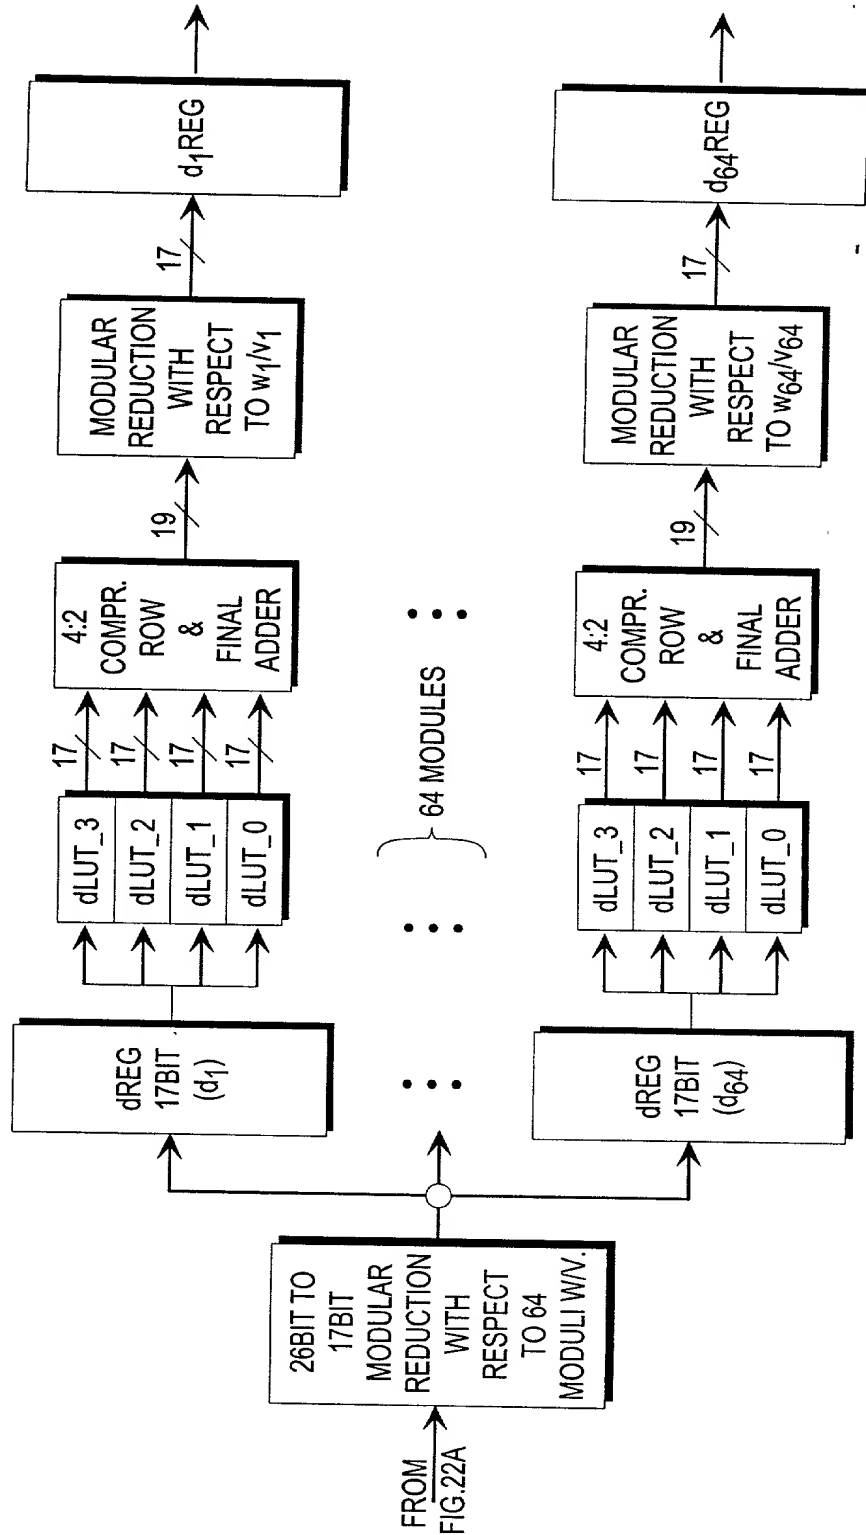 FROM
FIG.22A
26BIT TO
17BIT
MODULAR
REDUCTION
WITH
RESPECT
TO 64
MODULI W/V.
dREG
17BIT
(d1)
dLUT_3
dLUT_2
dLUT_1
dLUT_0
17
17
17
17
4:2
COMPR.
ROW
&
FINAL
ADDER
19
MODULAR
REDUCTION
WITH
RESPECT
TO w1/v1
17
d1REG
64 MODULES
dREG
17BIT
(d64)
dLUT_3
dLUT_2
dLUT_1
dLUT_0
17
17
17
17
4:2
COMPR.
ROW
&
FINAL
ADDER
19
MODULAR
REDUCTION
WITH
RESPECT
TO w64/v64
17
d64REG